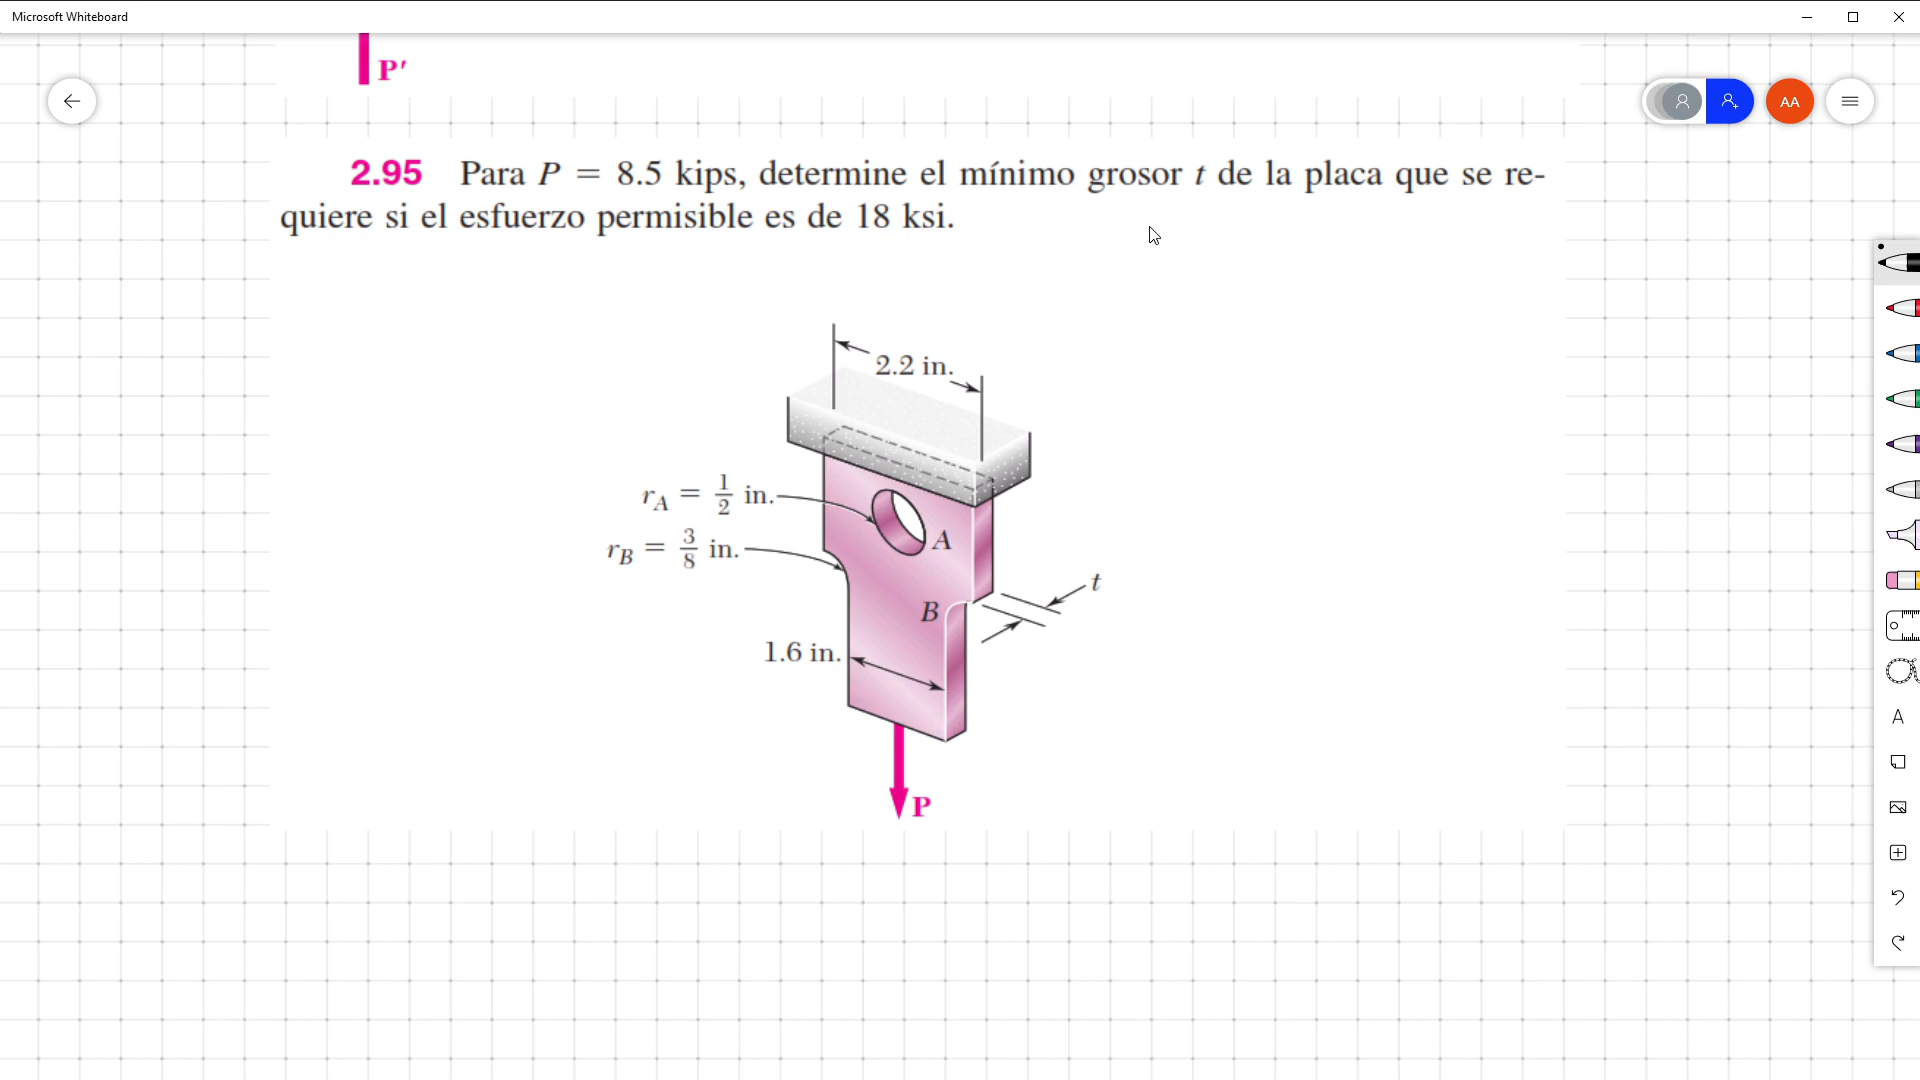 Microsoft Whiteboard
P′
AA
2.95 Para P = 8.5 kips, determine el mínimo grosor t de la placa que se re-
quiere si el esfuerzo permisible es de 18 ksi.
2.2 in.
rA = 1/2 in.
A
rB = 3/8 in.
t
B
1.6 in.
P
A